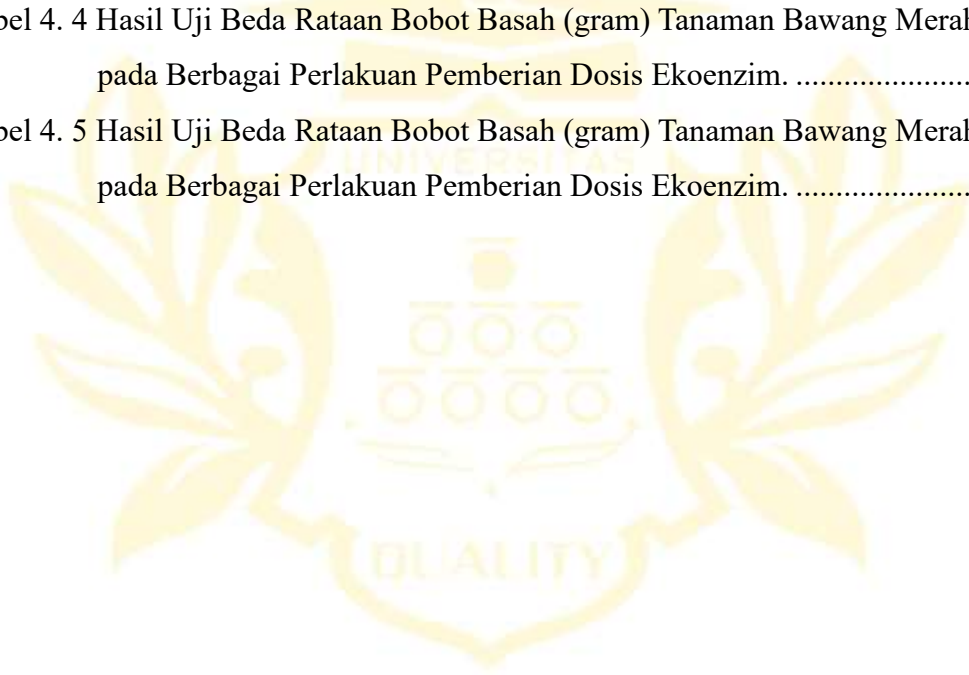 bel 4. 4 Hasil Uji Beda Rataan Bobot Basah (gram) Tanaman Bawang Merah
pada Berbagai Perlakuan Pemberian Dosis Ekoenzim. ......................
bel 4. 5 Hasil Uji Beda Rataan Bobot Basah (gram) Tanaman Bawang Merah
UNIVERSITAS
pada Berbagai Perlakuan Pemberian Dosis Ekoenzim. ......................
QUALITY